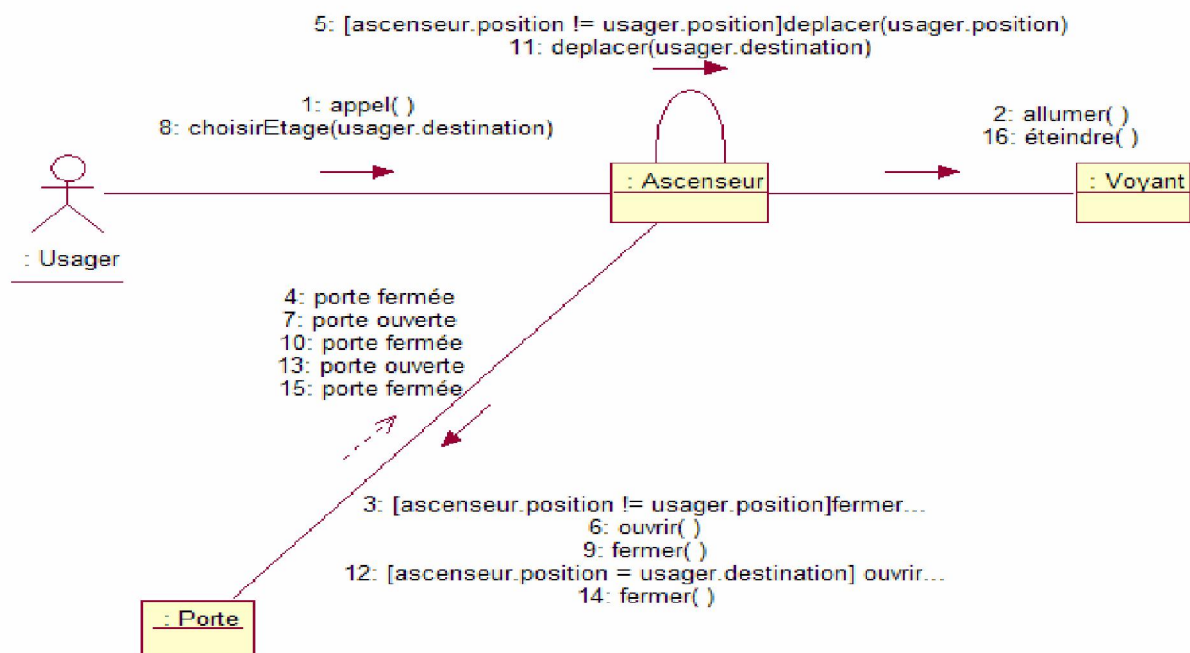 5: [ascenseur.position != usager.position]deplacer(usager.position)
11: deplacer(usager.destination)
1: appel( )
8: choisirEtage(usager.destination)
2: allumer( )
16: éteindre( )
: Ascenseur
: Voyant
: Usager
4: porte fermée
7: porte ouverte
10: porte fermée
13: porte ouverte
15: porte fermée
3: [ascenseur.position != usager.position]fermer...
6: ouvrir( )
9: fermer( )
12: [ascenseur.position = usager.destination] ouvrir...
14: fermer( )
: Porte